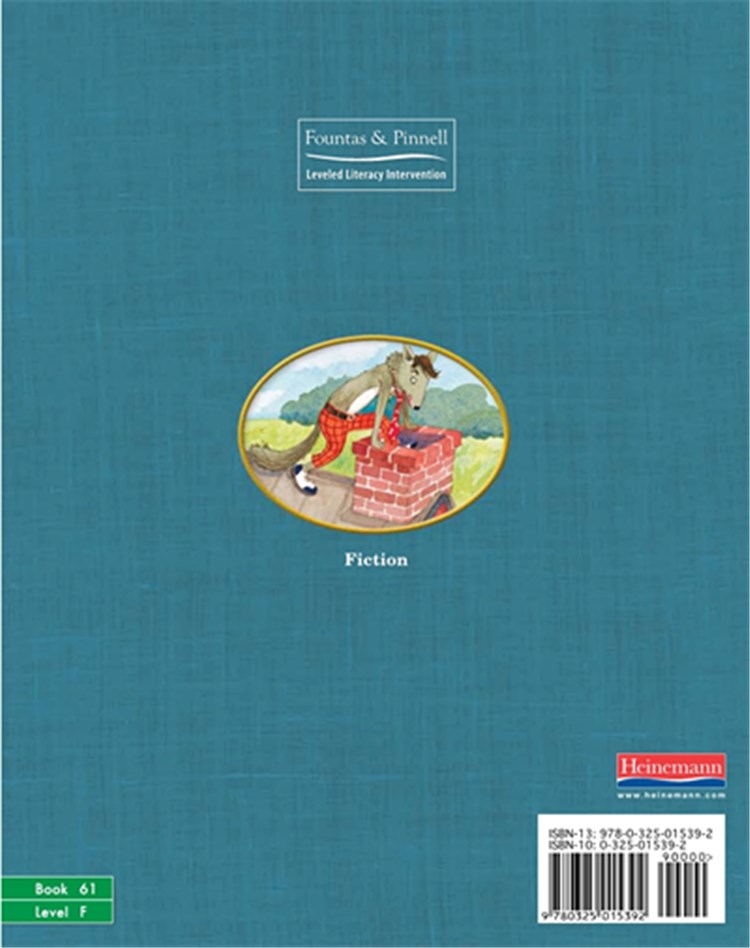 Fountas & Pinnell
Leveled Literacy Intervention
Fiction
Heinemann
www.heinemann.com
ISBN-13: 978-0-325-01539-2
ISBN-10: 0-325-01539-2
90000>
9 780325 015392
Book 61
Level F